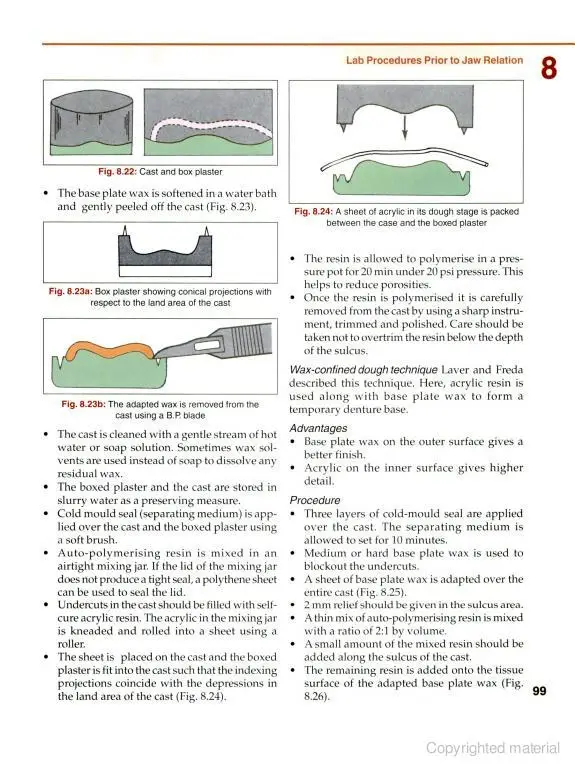 Lab Procedures Prior to Jaw Relation
8
Fig. 8.22: Cast and box plaster
• The base plate wax is softened in a water bath
and gently peeled off the cast (Fig. 8.23).
Fig. 8.23a: Box plaster showing conical projections with
respect to the land area of the cast
Fig. 8.23b: The adapted wax is removed from the
cast using a B.P. blade
• The cast is cleaned with a gentle stream of hot
water or soap solution. Sometimes wax sol-
vents are used instead of soap to dissolve any
residual wax.
• The boxed plaster and the cast are stored in
slurry water as a preserving measure.
• Cold mould seal (separating medium) is app-
lied over the cast and the boxed plaster using
a soft brush.
• Auto-polymerising resin is mixed in an
airtight mixing jar. If the lid of the mixing jar
does not produce a tight seal, a polythene sheet
can be used to seal the lid.
• Undercuts in the cast should be filled with self-
cure acrylic resin. The acrylic in the mixing jar
is kneaded and rolled into a sheet using a
roller.
• The sheet is placed on the cast and the boxed
plaster is fit into the cast such that the indexing
projections coincide with the depressions in
the land area of the cast (Fig. 8.24).
Fig. 8.24: A sheet of acrylic in its dough stage is packed
between the case and the boxed plaster
• The resin is allowed to polymerise in a pres-
sure pot for 20 min under 20 psi pressure. This
helps to reduce porosities.
• Once the resin is polymerised it is carefully
removed from the cast by using a sharp instru-
ment, trimmed and polished. Care should be
taken not to overtrim the resin below the depth
of the sulcus.
Wax-confined dough technique Laver and Freda
described this technique. Here, acrylic resin is
used along with base plate wax to form a
temporary denture base.
Advantages
• Base plate wax on the outer surface gives a
better finish.
• Acrylic on the inner surface gives higher
detail.
Procedure
• Three layers of cold-mould seal are applied
over the cast. The separating medium is
allowed to set for 10 minutes.
• Medium or hard base plate wax is used to
blockout the undercuts.
• A sheet of base plate wax is adapted over the
entire cast (Fig. 8.25).
• 2 mm relief should be given in the sulcus area.
• A thin mix of auto-polymerising resin is mixed
with a ratio of 2:1 by volume.
• A small amount of the mixed resin should be
added along the sulcus of the cast.
• The remaining resin is added onto the tissue
surface of the adapted base plate wax (Fig.
8.26).
99
Copyrighted material